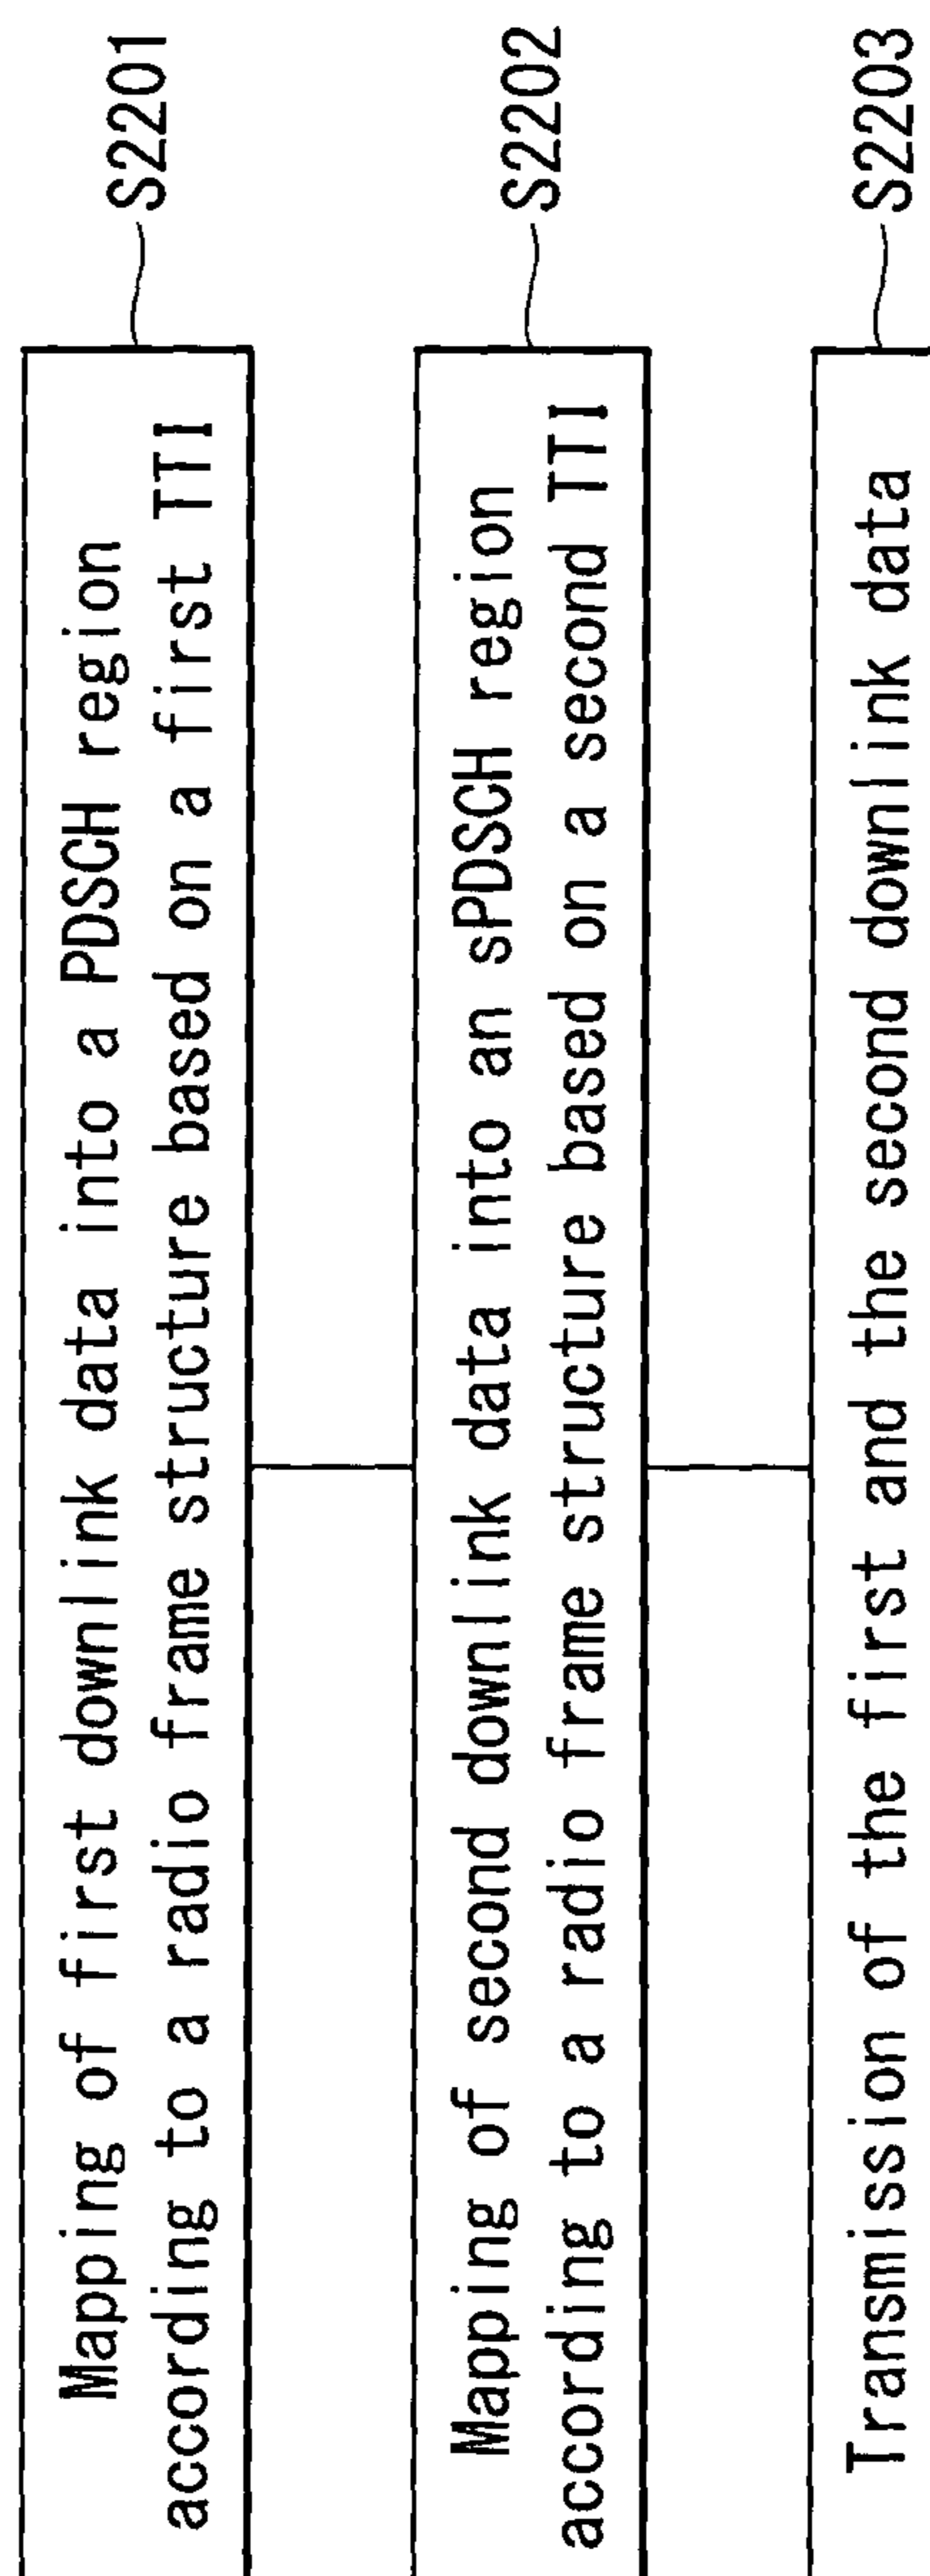 Mapping of first downlink data into a PDSCH region
according to a radio frame structure based on a first TTI
S2201
Mapping of second downlink data into an sPDSCH region
according to a radio frame structure based on a second TTI
S2202
Transmission of the first and the second downlink data
S2203